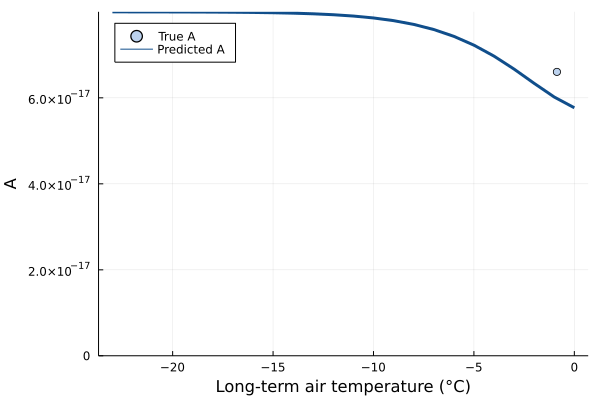 True A
Predicted A
A
6.0×10⁻¹⁷
4.0×10⁻¹⁷
2.0×10⁻¹⁷
0
−20 −15 −10 −5 0
Long-term air temperature (°C)